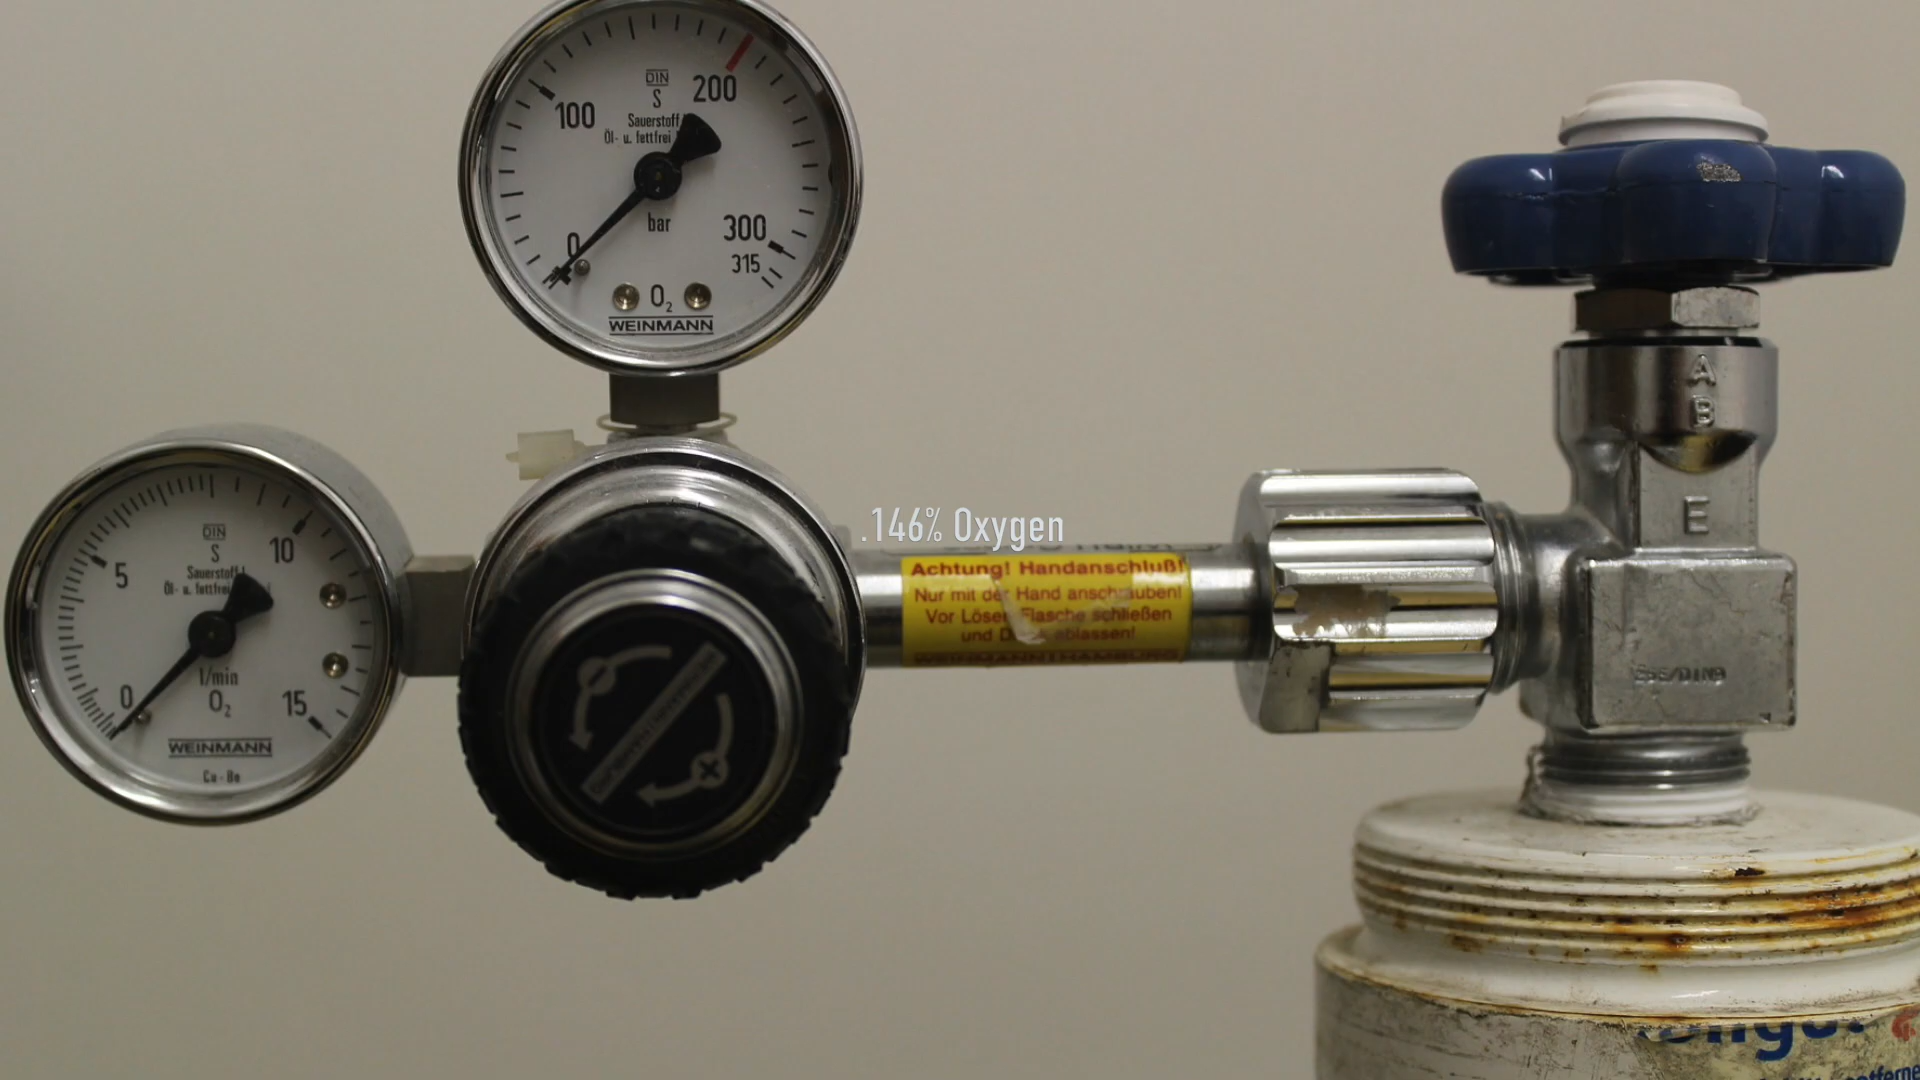 DIN
S
100
200
Sauerstoff
Öl- u. fettfrei
0
bar
300
315
O₂
WEINMANN
DIN
S
5
10
Sauerstoff
Öl- u. fettfrei
0
l/min
15
O₂
WEINMANN
Cu-Be
.146% Oxygen
Achtung! Handanschluß!
Nur mit der Hand anschrauben!
Vor Lösen Flasche schließen
und ablassen!
WEINMANN HAMBURG
A
B
E